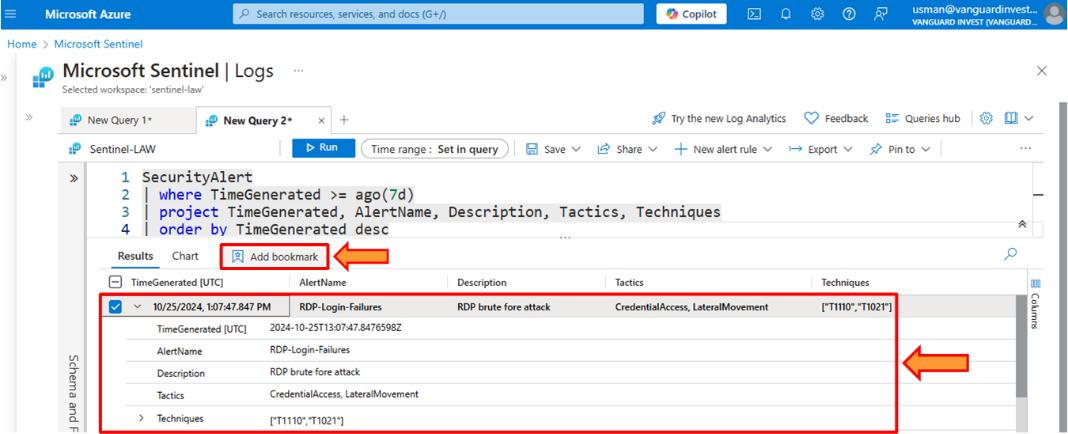 Microsoft Azure
Search resources, services, and docs (G+/)
Copilot
usman@vanguardinvest...
VANGUARD INVEST (VANGUARD...
Home > Microsoft Sentinel
Microsoft Sentinel | Logs ...
Selected workspace: 'sentinel-law'
New Query 1* New Query 2* × +
Try the new Log Analytics Feedback Queries hub
Sentinel-LAW Run Time range : Set in query Save Share New alert rule Export Pin to ...
1 SecurityAlert
2 | where TimeGenerated >= ago(7d)
3 | project TimeGenerated, AlertName, Description, Tactics, Techniques
4 | order by TimeGenerated desc
Results Chart Add bookmark
TimeGenerated [UTC] AlertName Description Tactics Techniques
10/25/2024, 1:07:47.847 PM RDP-Login-Failures RDP brute fore attack CredentialAccess, LateralMovement ["T1110","T1021"]
TimeGenerated [UTC] 2024-10-25T13:07:47.8476598Z
AlertName RDP-Login-Failures
Description RDP brute fore attack
Tactics CredentialAccess, LateralMovement
Techniques ["T1110","T1021"]
Columns
Schema and